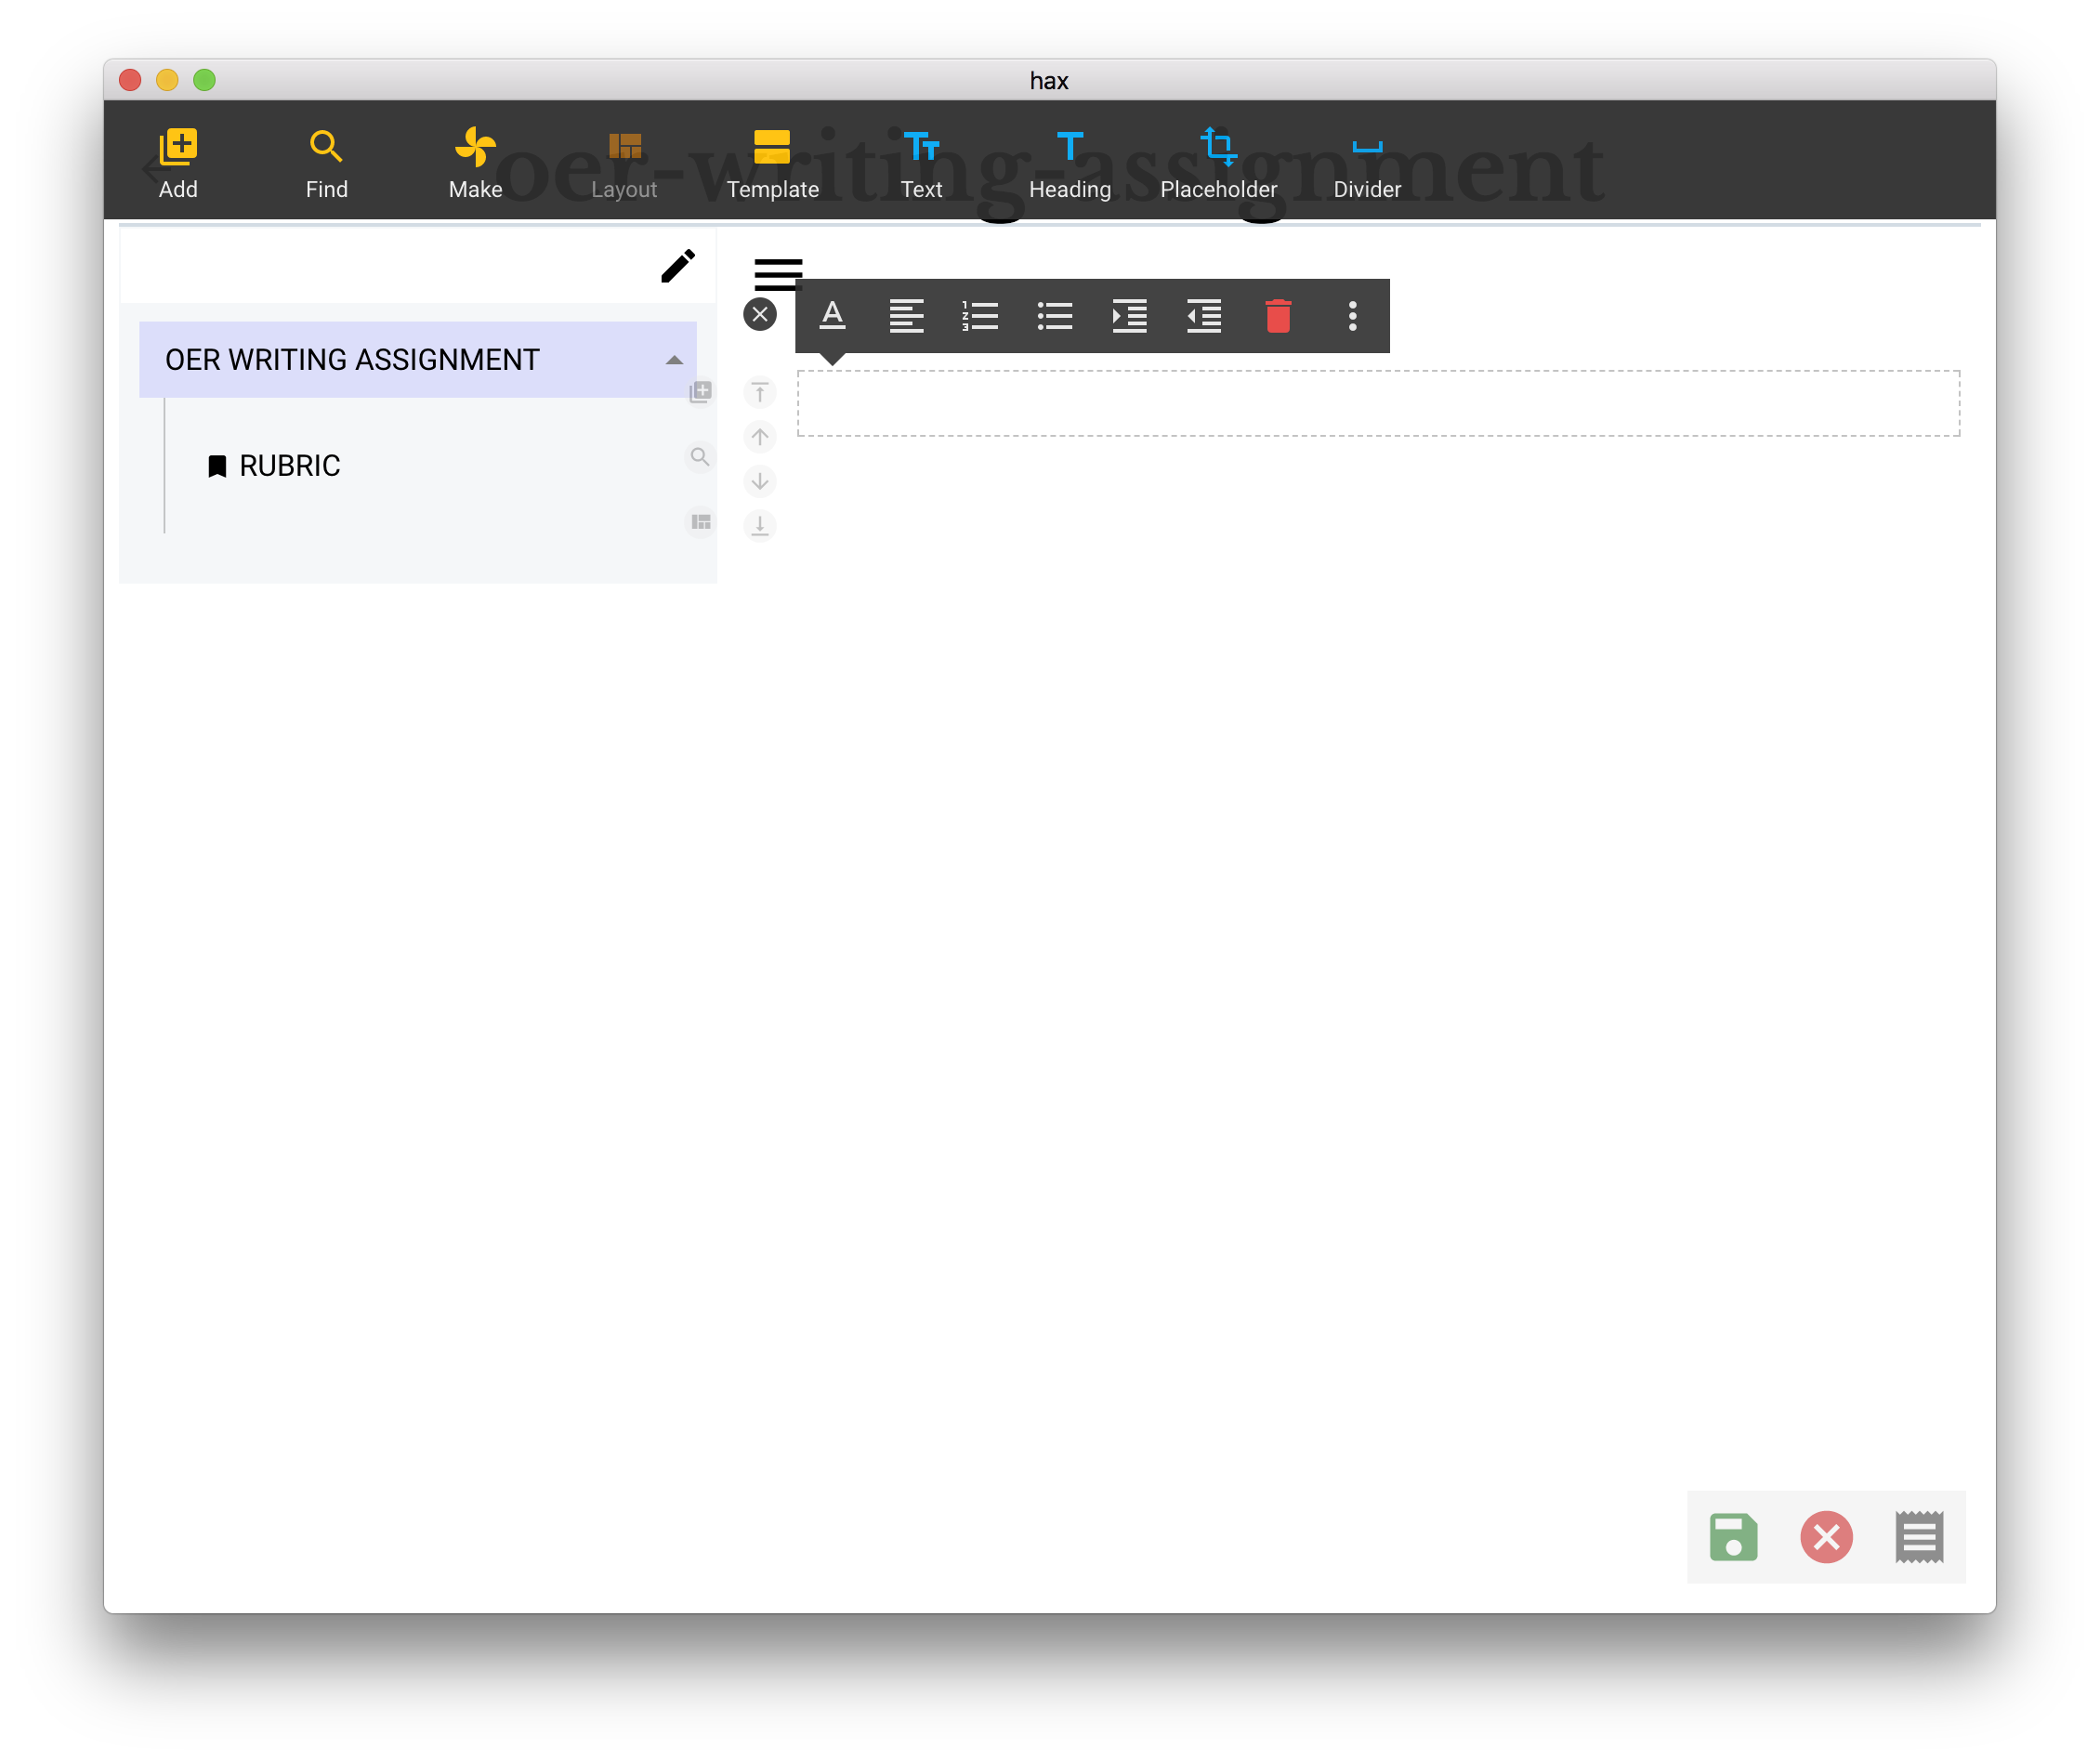 hax
oer-writing-assignment
Add Find Make Layout Template Text Heading Placeholder Divider
OER WRITING ASSIGNMENT
RUBRIC